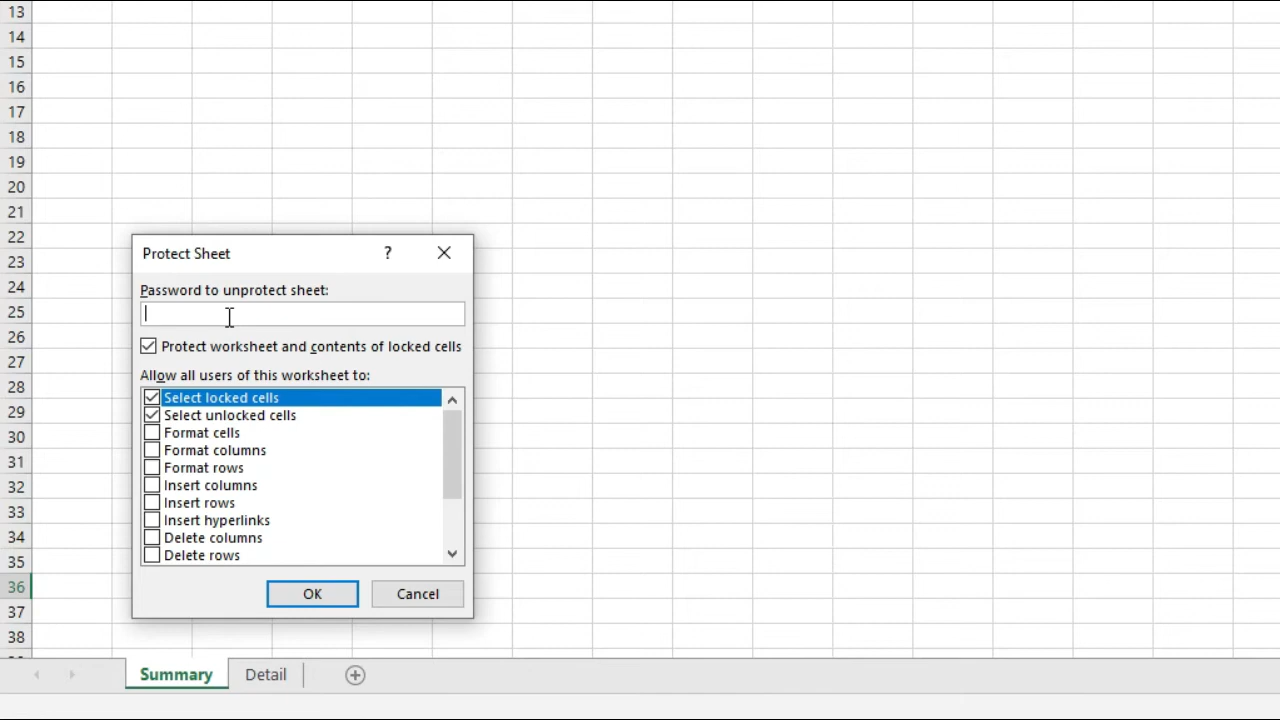 13
14
15
16
17
18
19
20
21
22
23
24
25
26
27
28
29
30
31
32
33
34
35
36
37
38
Protect Sheet ?
Password to unprotect sheet:
Protect worksheet and contents of locked cells
Allow all users of this worksheet to:
Select locked cells
Select unlocked cells
Format cells
Format columns
Format rows
Insert columns
Insert rows
Insert hyperlinks
Delete columns
Delete rows
OK Cancel
Summary Detail